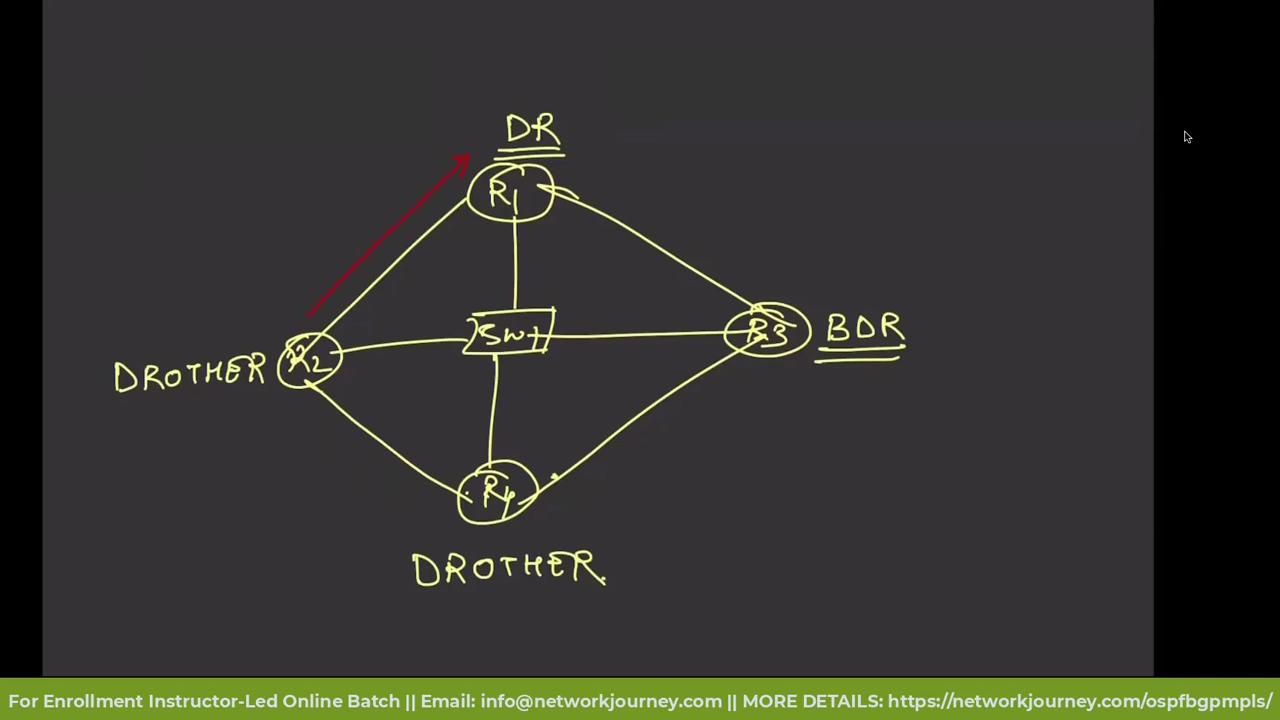 DR
R1
SW1
R3
BDR
DROTHER
R2
R4
DROTHER
For Enrollment Instructor-Led Online Batch || Email: info@networkjourney.com || MORE DETAILS: https://networkjourney.com/ospfbgpmpls/